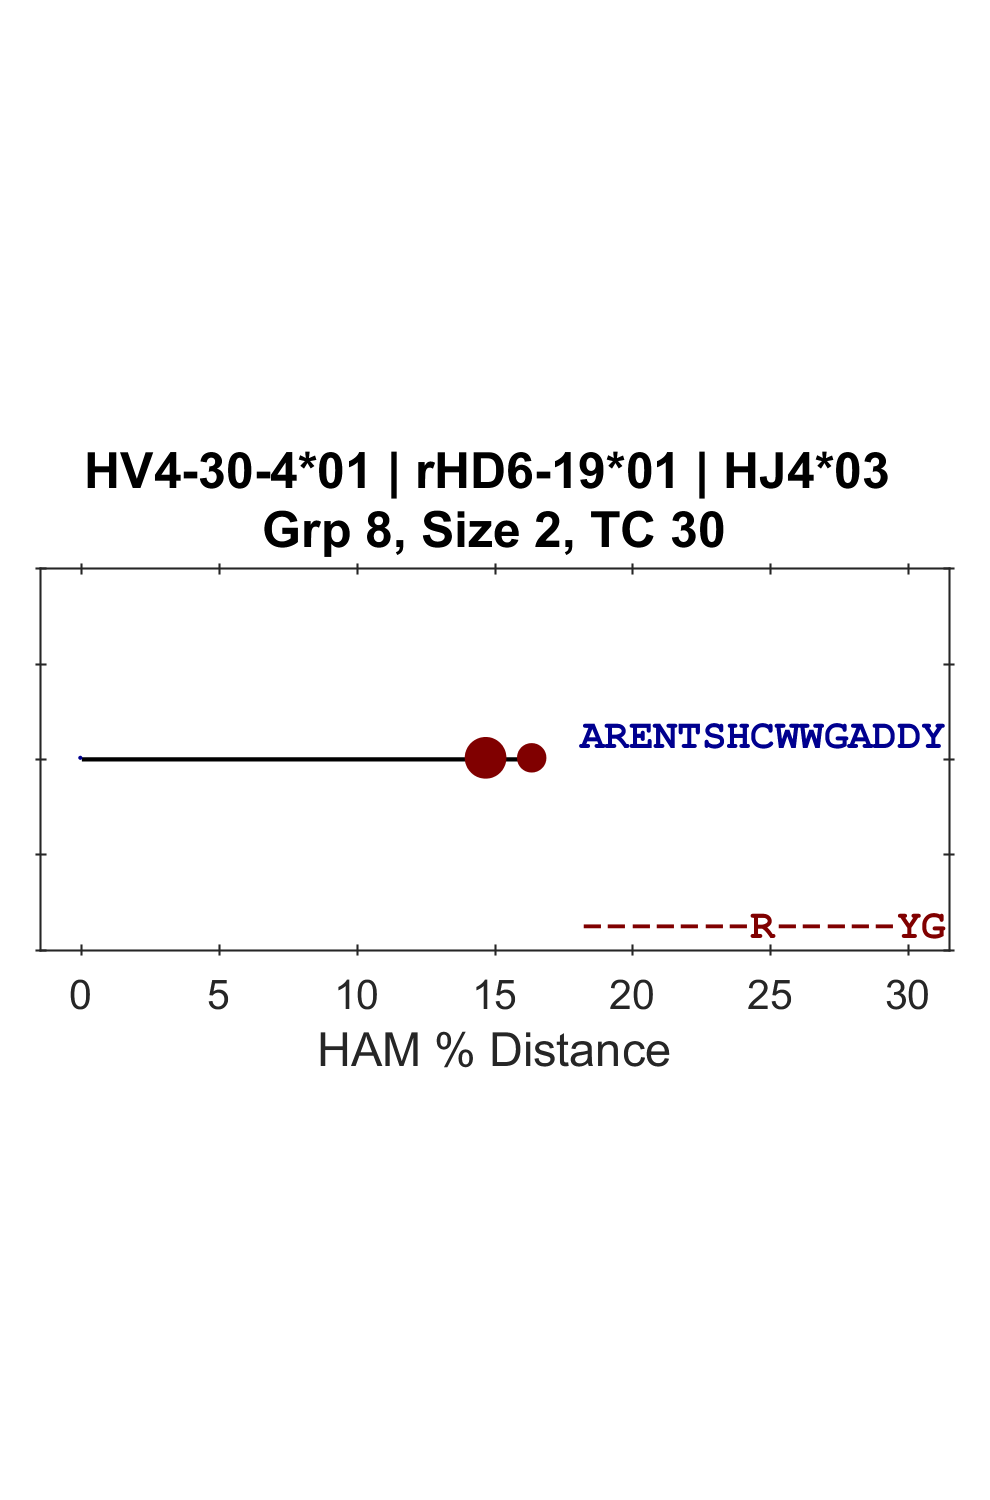 HV4-30-4*01 | rHD6-19*01 | HJ4*03
Grp 8, Size 2, TC 30
ARENTSHCWWGADDY
-------R-----YG
0 5 10 15 20 25 30
HAM % Distance